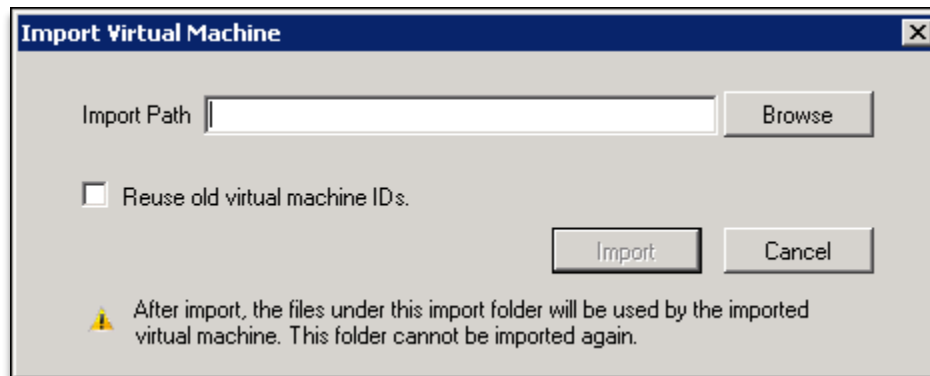 Import Virtual Machine
Import Path
Browse
Reuse old virtual machine IDs.
Import
Cancel
After import, the files under this import folder will be used by the imported
virtual machine. This folder cannot be imported again.